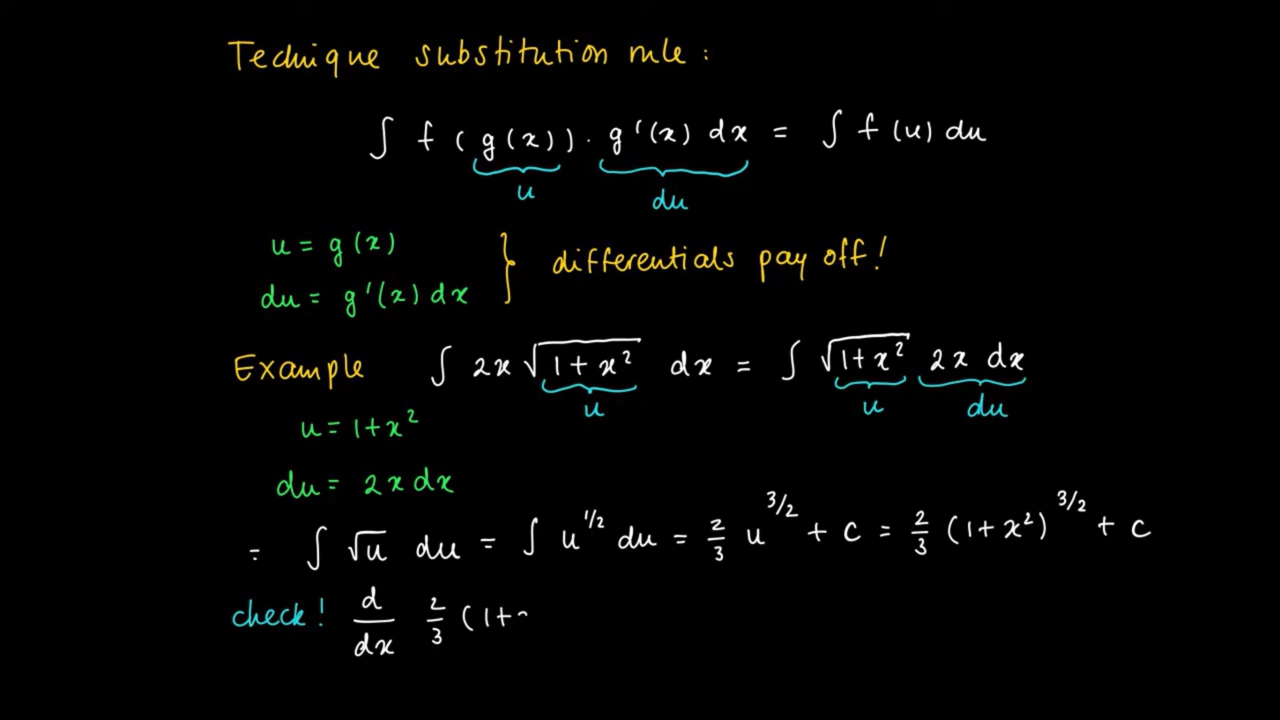 Technique substitution rule :
∫ f (g(x)) · g'(x) dx = ∫ f (u) du
u du
u = g(x)
du = g'(x) dx } differentials pay off!
Example ∫ 2x √(1 + x²) dx = ∫ √(1+x²) 2x dx
u u du
u = 1+x²
du = 2x dx
= ∫ √u du = ∫ u^(1/2) du = 2/3 u^(3/2) + c = 2/3 (1+x²)^(3/2) + c
check! d/dx 2/3 (1+